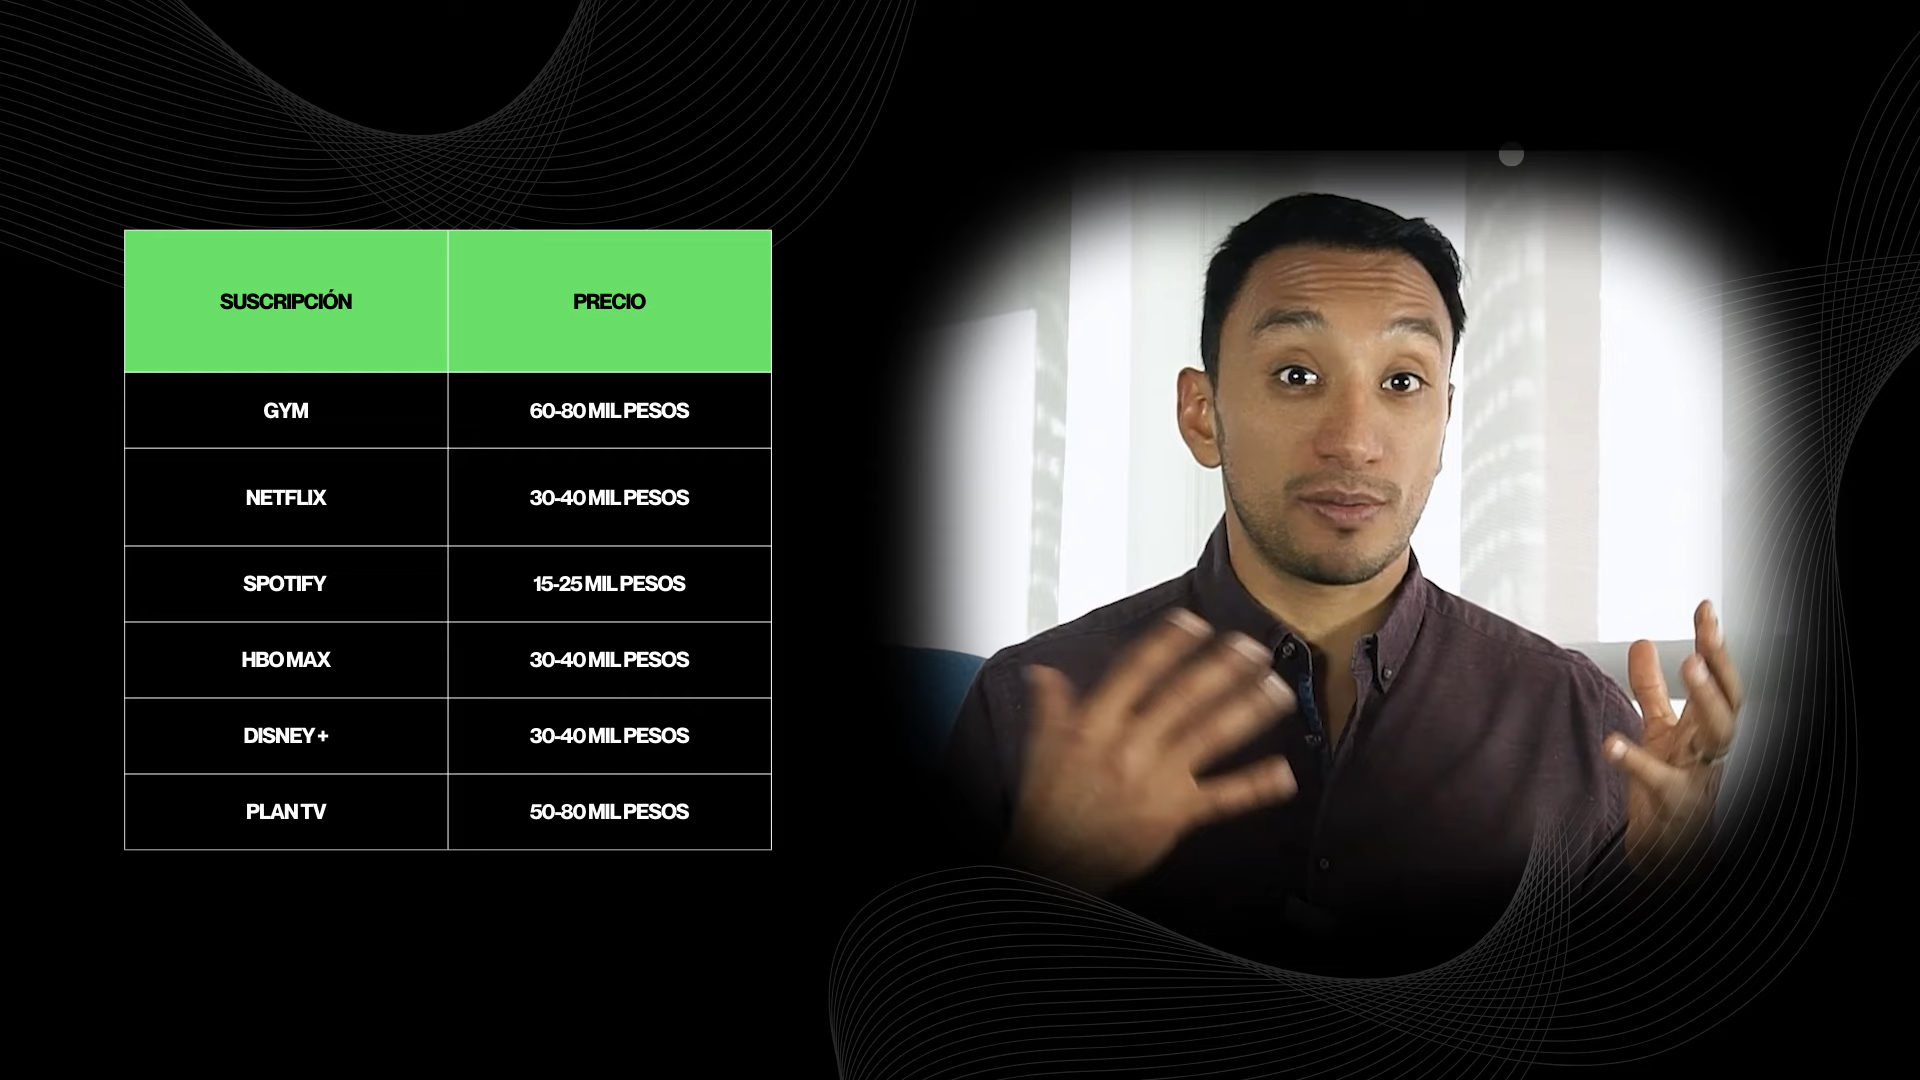 SUSCRIPCIÓN PRECIO
GYM 60-80 MIL PESOS
NETFLIX 30-40 MIL PESOS
SPOTIFY 15-25 MIL PESOS
HBO MAX 30-40 MIL PESOS
DISNEY + 30-40 MIL PESOS
PLAN TV 50-80 MIL PESOS